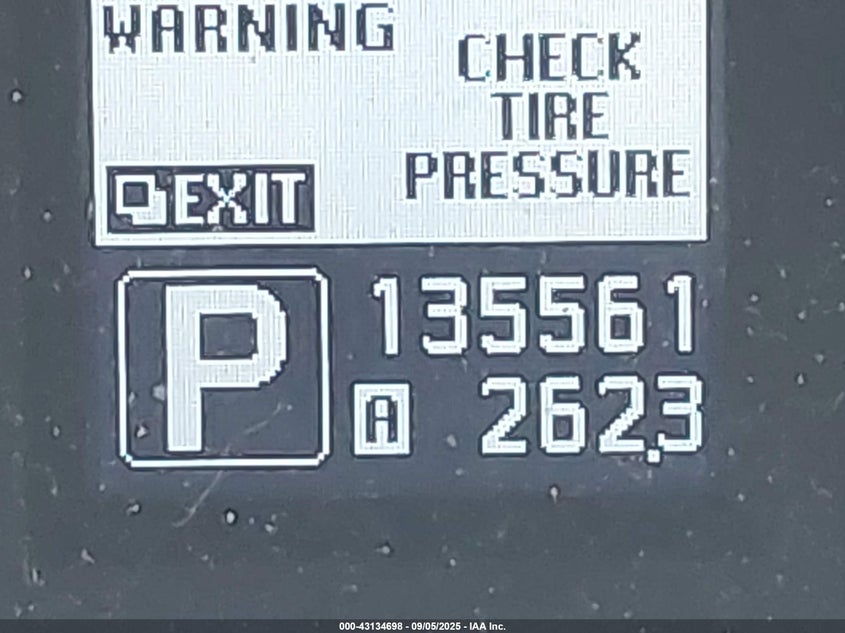 WARNING
CHECK
TIRE
PRESSURE
EXIT
P
135561
A 262.3
000-43134698 - 09/05/2025 - IAA Inc.